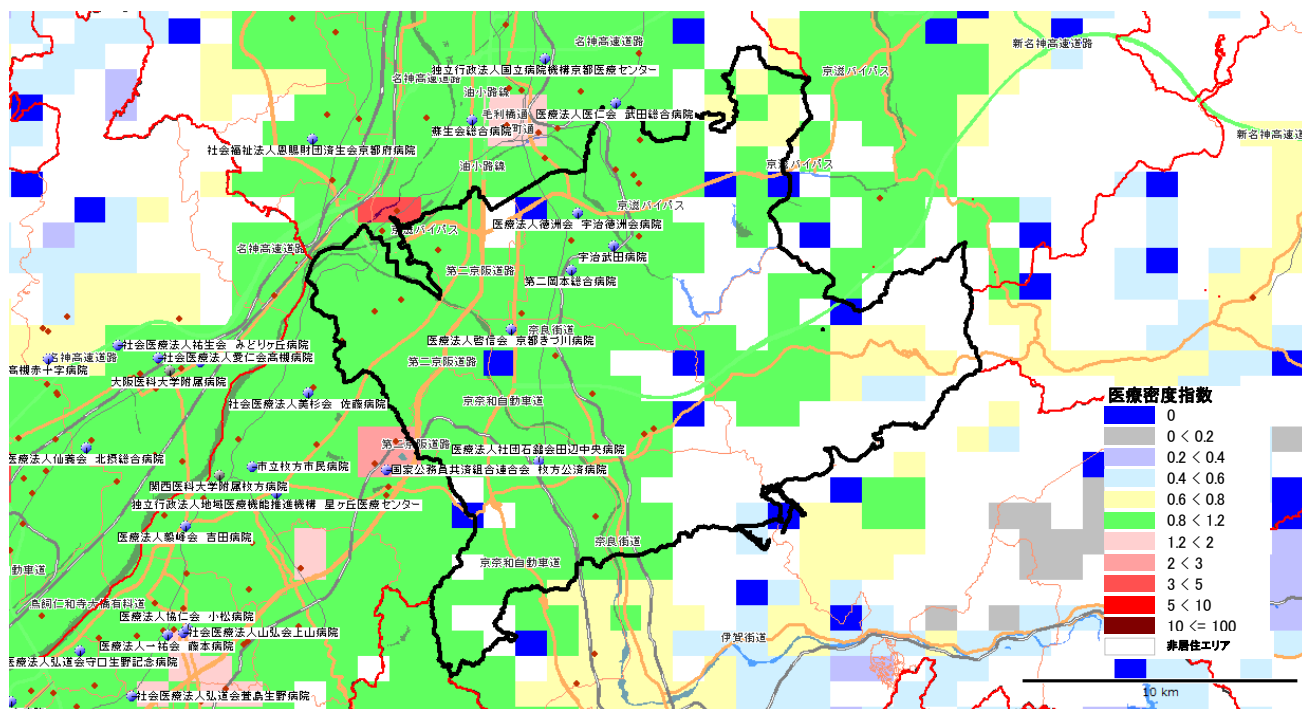 名神高速道路
新名神高速道路
独立行政法人国立病院機構京都医療センター
京滋バイパス
名神高速道路
油小路線
毛利橋通
医療法人医仁会 武田総合病院
蘇生会総合病院
町通
新名神高速道路
社会福祉法人恩賜財団済生会京都府病院
油小路線
京滋バイパス
京滋バイパス
医療法人徳洲会 宇治徳洲会病院
京滋バイパス
名神高速道路
宇治武田病院
第二京阪道路
第二岡本総合病院
奈良街道
医療法人啓信会 京都きづ川病院
社会医療法人祐生会 みどりヶ丘病院
名神高速道路
社会医療法人愛仁会高槻病院
第二京阪道路
高槻赤十字病院
大阪医科大学附属病院
医療密度指数
社会医療法人美杉会 佐藤病院
京奈和自動車道
0
0 < 0.2
第二京阪道路
医療法人社団石鎚会田辺中央病院
0.2 < 0.4
医療法人仙養会 北摂総合病院
市立枚方市民病院
国家公務員共済組合連合会 枚方公済病院
0.4 < 0.6
関西医科大学附属枚方病院
0.6 < 0.8
独立行政法人地域医療機能推進機構 星ヶ丘医療センター
0.8 < 1.2
医療法人毅峰会 吉田病院
奈良街道
1.2 < 2
京奈和自動車道
2 < 3
動車道
3 < 5
鳥飼仁和寺大橋有料道路
5 < 10
医療法人協仁会 小松病院
10 <= 100
社会医療法人山弘会上山病院
伊賀街道
非居住エリア
医療法人一祐会 藤本病院
医療法人弘道会守口生野記念病院
社会医療法人弘道会萱島生野病院
10 km